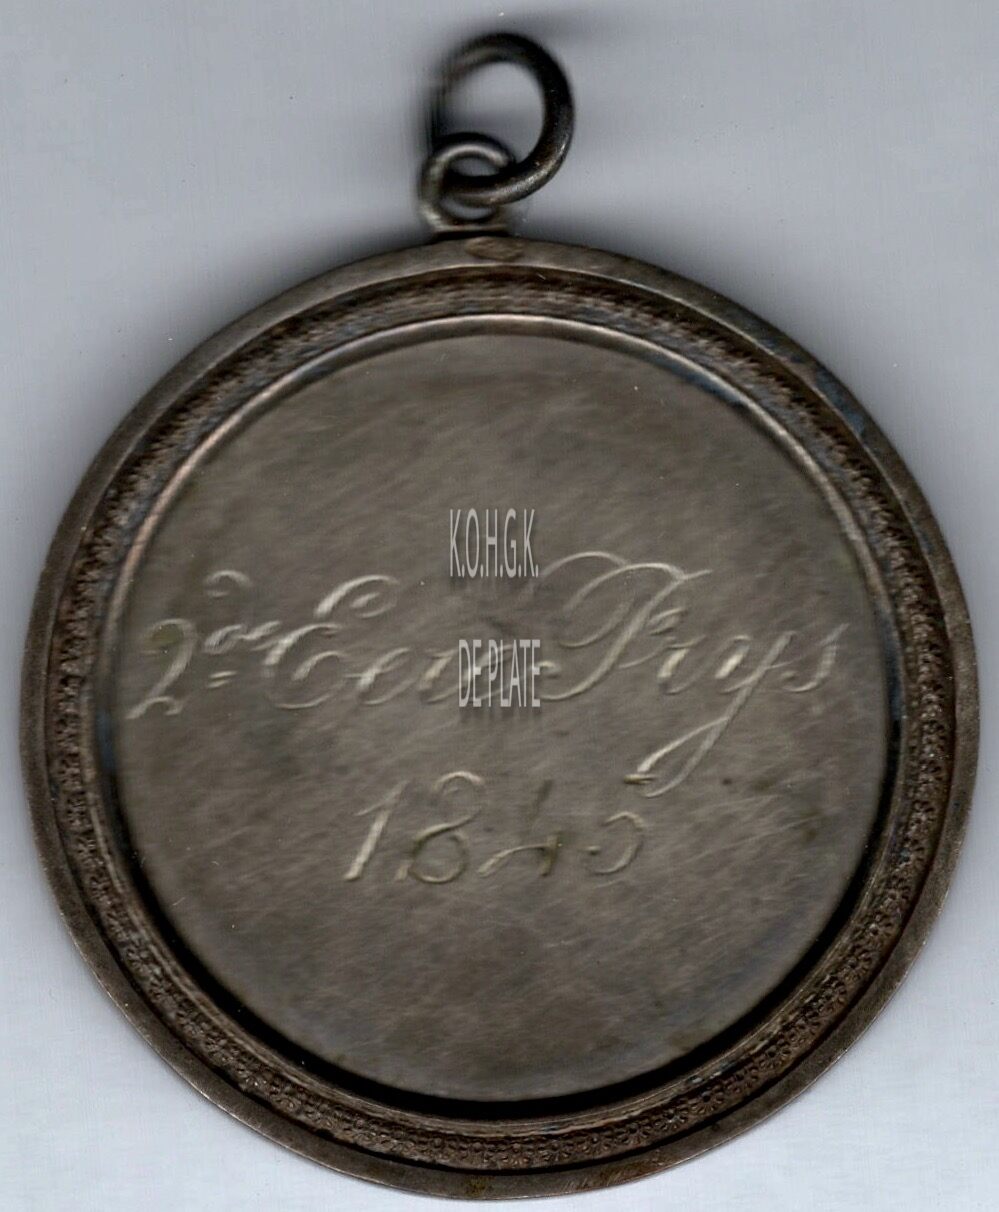 K.O.H.G.K.
2de Eere Prys
DE PLATE
1845